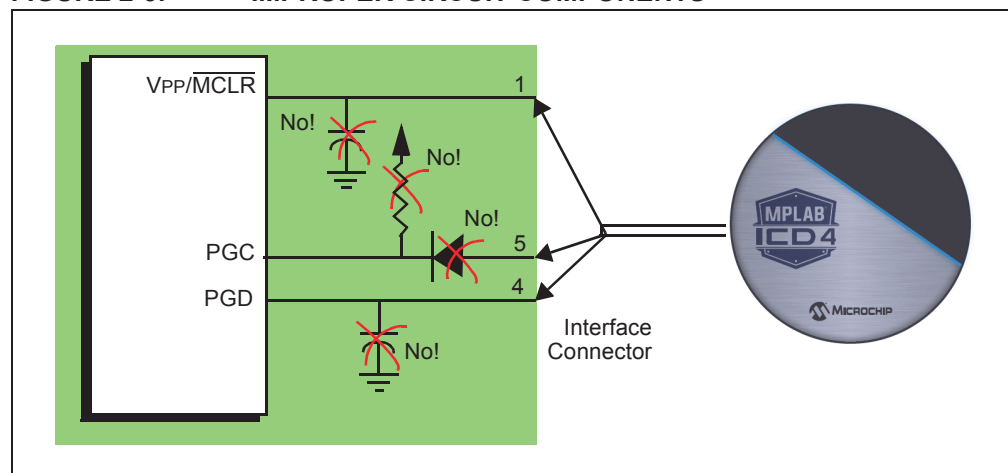 VPP/MCLR
1
No!
No!
No!
PGC
5
PGD
4
No!
Interface
Connector
MPLAB
ICD 4
MICROCHIP